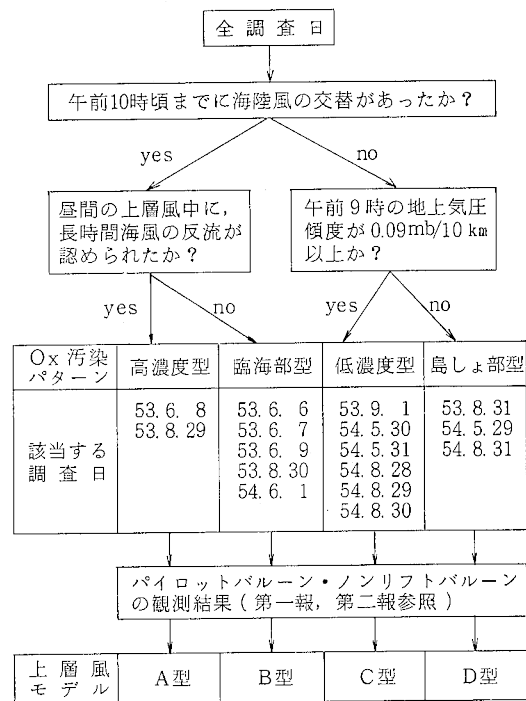 全調査日
午前10時頃までに海陸風の交替があったか？
yes
no
昼間の上層風中に，
長時間海風の反流が
認められたか？
午前9時の地上気圧
傾度が0.09mb/10km
以上か？
yes
no
yes
no
Ox汚染
パターン
高濃度型
臨海部型
低濃度型
島しょ部型
該当する
調査日
53.6. 8
53.8.29
53.6. 6
53.6. 7
53.6. 9
53.8.30
54.6. 1
53.9. 1
54.5.30
54.5.31
54.8.28
54.8.29
54.8.30
53.8.31
54.5.29
54.8.31
パイロットバルーン・ノンリフトバルーン
の観測結果（第一報，第二報参照）
上層風
モデル
A型
B型
C型
D型